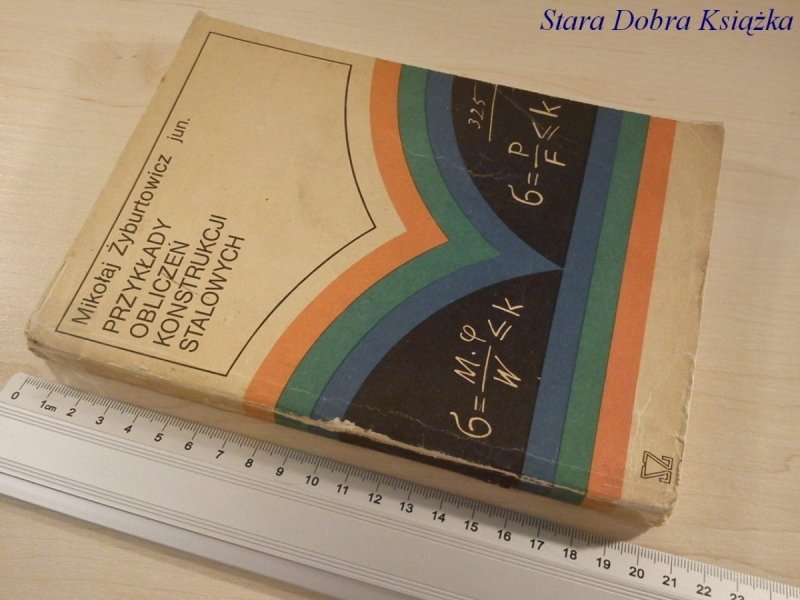 Stara Dobra Książka
Mikołaj Żyburtowicz jun.
PRZYKŁADY
OBLICZEŃ
KONSTRUKCJI
STALOWYCH
325
σ = P/F ≤ k
σ = M·φ/W ≤ k
0 1cm 2 3 4 5 6 7 8 9 10 11 12 13 14 15 16 17 18 19 20 21 22 23